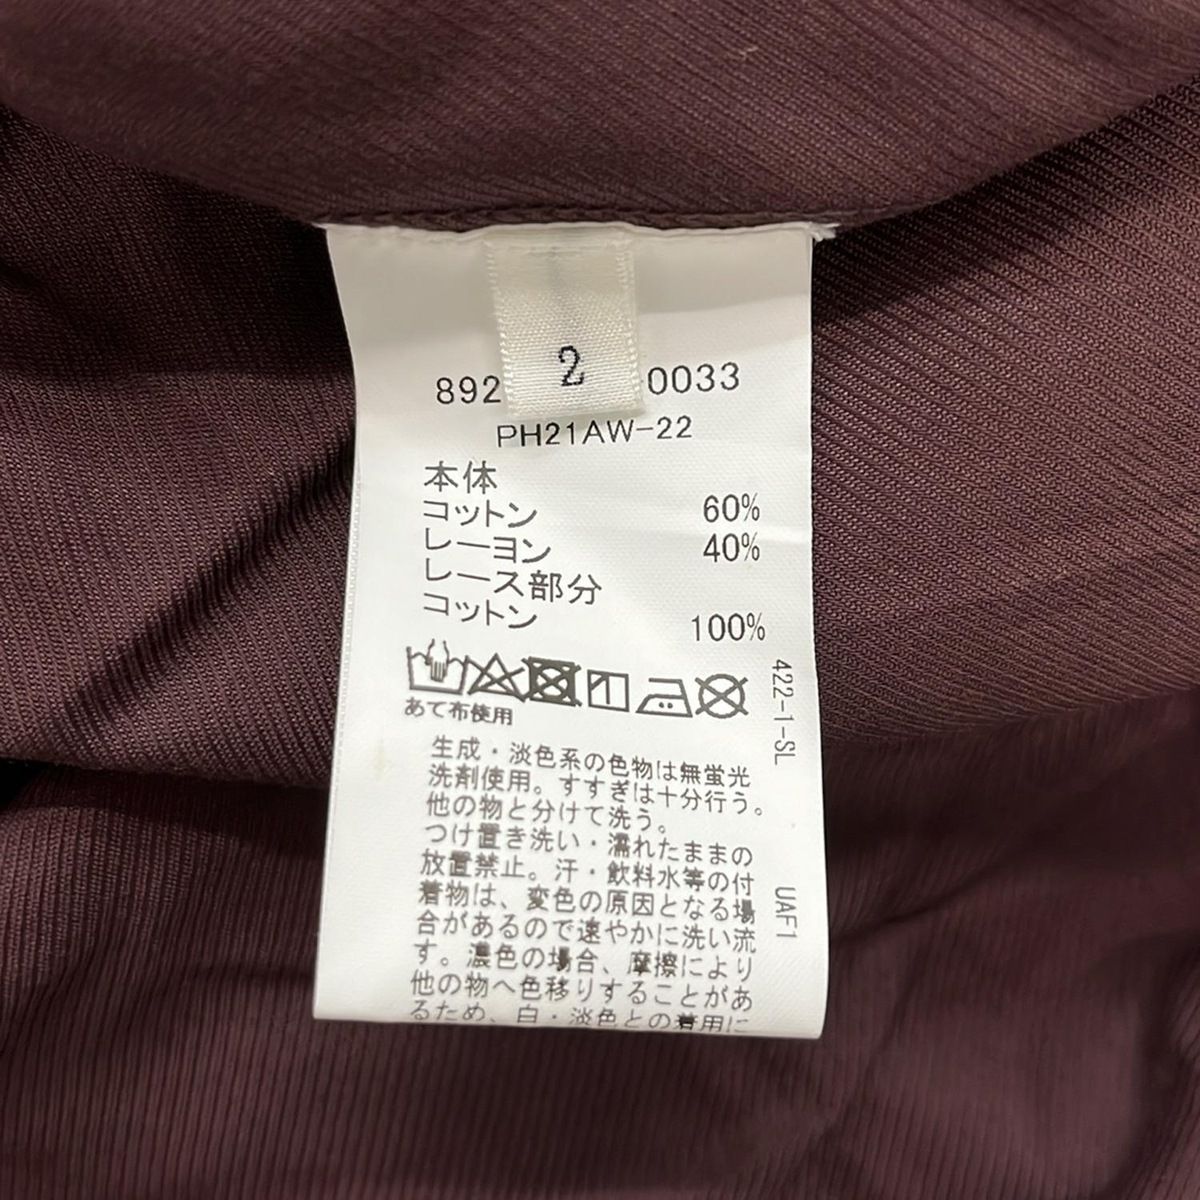 2
892 0033
PH21AW-22
本体
コットン 60%
レーヨン 40%
レース部分
コットン 100%
あて布使用
422-1-SL
生成・淡色系の色物は無蛍光
洗剤使用。すすぎは十分行う。
他の物と分けて洗う。
つけ置き洗い・濡れたままの
放置禁止。汗・飲料水等の付
着物は、変色の原因となる場
合があるので速やかに洗い流
す。濃色の場合、摩擦により
他の物へ色移りすることがあ
るため、白・淡色との着用に
UAF1